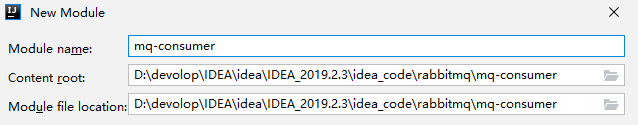 New Module
Module name: mq-consumer
Content root: D:\devolop\IDEA\idea\IDEA_2019.2.3\idea_code\rabbitmq\mq-consumer
Module file location: D:\devolop\IDEA\idea\IDEA_2019.2.3\idea_code\rabbitmq\mq-consumer